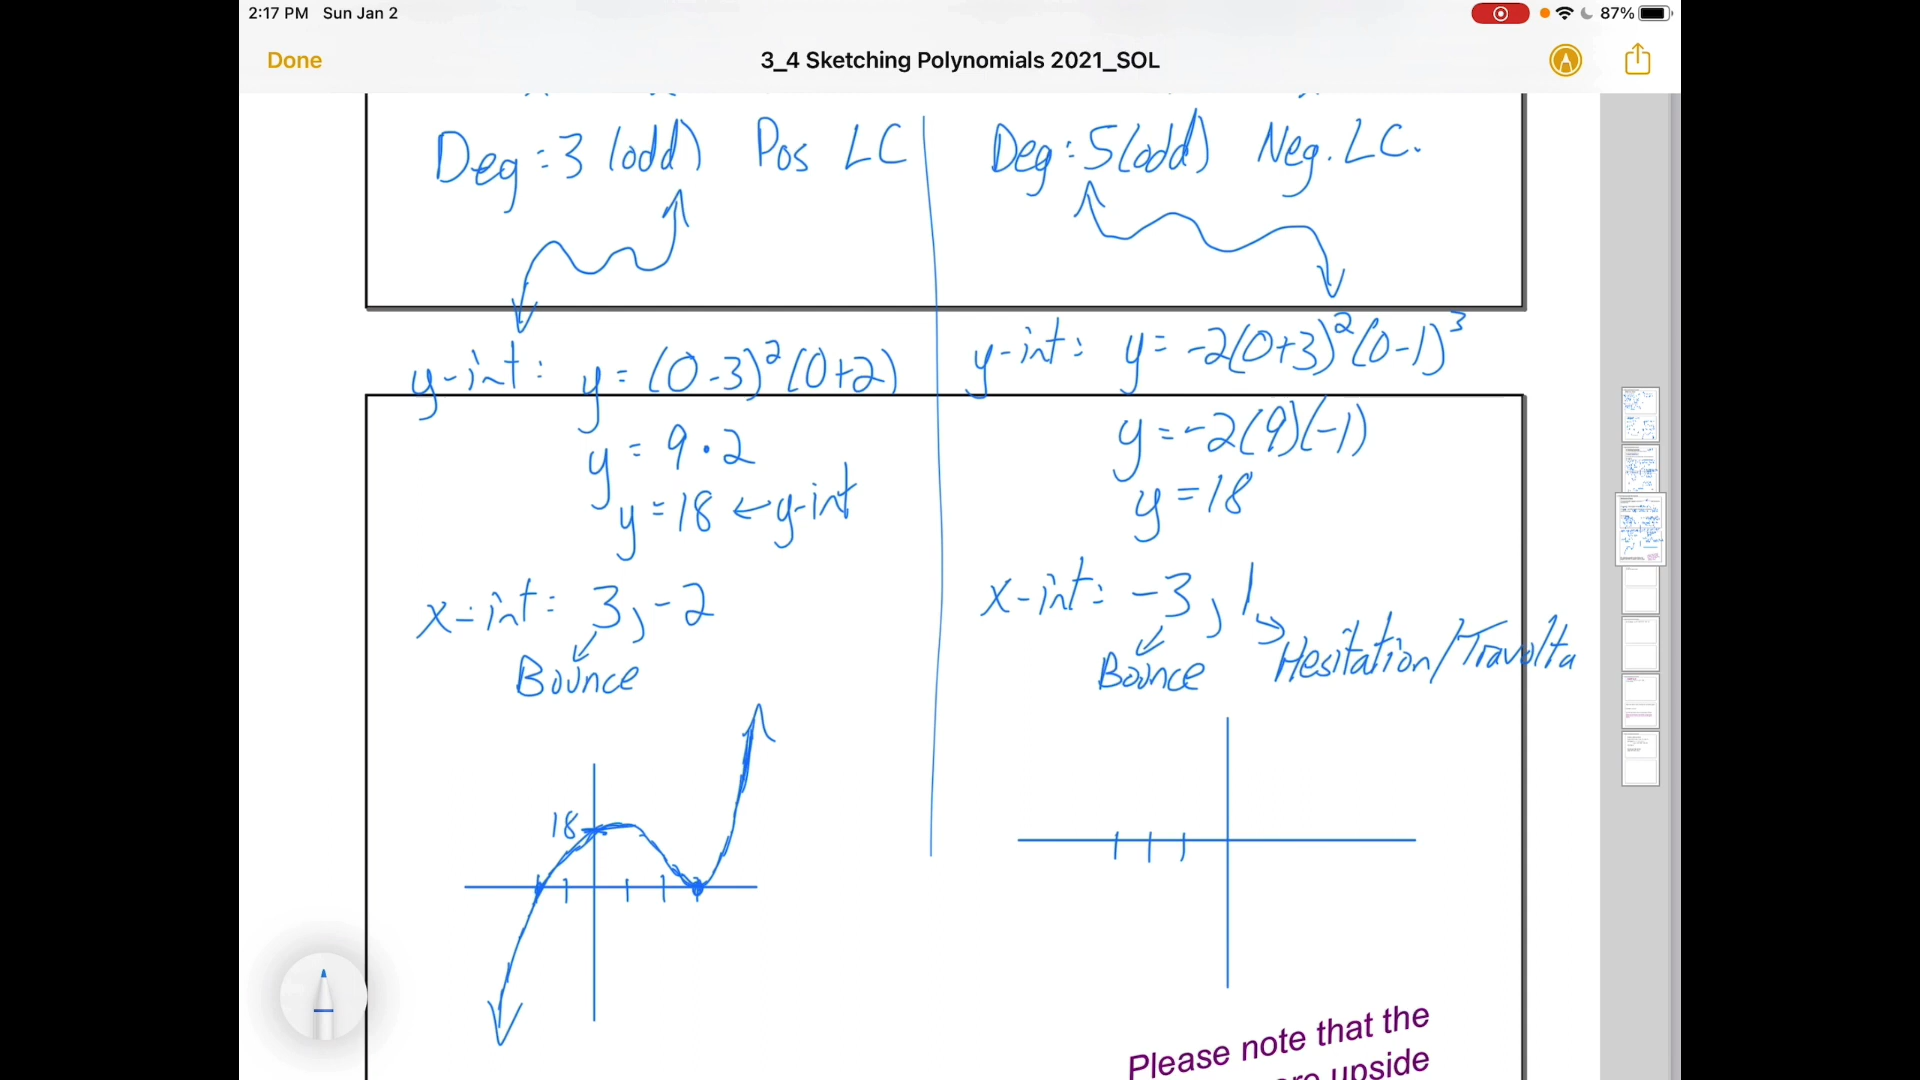 2:17 PM Sun Jan 2
87%
Done
3_4 Sketching Polynomials 2021_SOL
Deg = 3 (odd) Pos LC
y-int: y = (0-3)²(0+2)
y = 9 · 2
y = 18 ← y-int
x-int: 3, -2
Bounce
18
Deg: 5 (odd) Neg. LC.
y-int: y = -2(0+3)²(0-1)³
y = -2(9)(-1)
y = 18
x-int: -3, 1
Bounce
Hesitation/Travolta
Please note that the
upside